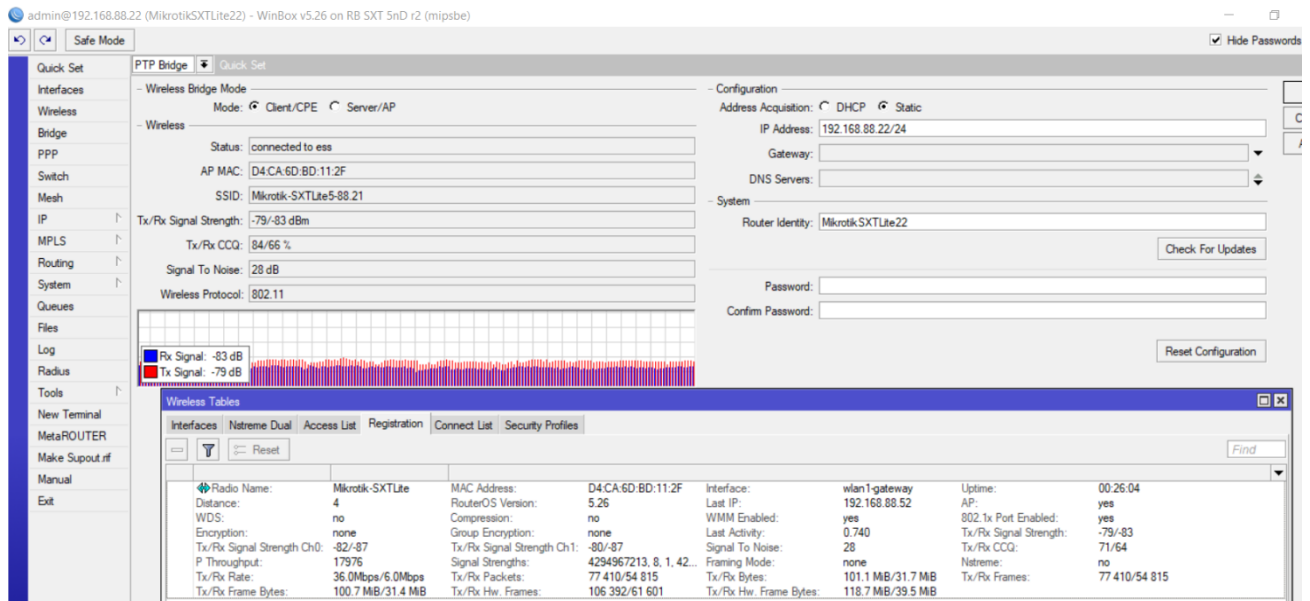 admin@192.168.88.22 (MikrotikSXTLite22) - WinBox v5.26 on RB SXT 5nD r2 (mipsbe)
Safe Mode
Hide Passwords
Quick Set
Interfaces
Wireless
Bridge
PPP
Switch
Mesh
IP
MPLS
Routing
System
Queues
Files
Log
Radius
Tools
New Terminal
MetaROUTER
Make Supout.rif
Manual
Exit
PTP Bridge Quick Set
Wireless Bridge Mode
Mode: Client/CPE Server/AP
Wireless
Status: connected to ess
AP MAC: D4:CA:6D:BD:11:2F
SSID: Mikrotik-SXTLite5-88.21
Tx/Rx Signal Strength: -79/-83 dBm
Tx/Rx CCQ: 84/66 %
Signal To Noise: 28 dB
Wireless Protocol: 802.11
Rx Signal: -83 dB
Tx Signal: -79 dB
Configuration
Address Acquisition: DHCP Static
IP Address: 192.168.88.22/24
Gateway:
DNS Servers:
System
Router Identity: MikrotikSXTLite22
Check For Updates
Password:
Confirm Password:
Reset Configuration
Wireless Tables
Interfaces Nstreme Dual Access List Registration Connect List Security Profiles
Reset Find
Radio Name: Mikrotik-SXTLite MAC Address: D4:CA:6D:BD:11:2F Interface: wlan1-gateway Uptime: 00:26:04
Distance: 4 RouterOS Version: 5.26 Last IP: 192.168.88.52 AP: yes
WDS: no Compression: no WMM Enabled: yes 802.1x Port Enabled: yes
Encryption: none Group Encryption: none Last Activity: 0.740 Tx/Rx Signal Strength: -79/-83
Tx/Rx Signal Strength Ch0: -82/-87 Tx/Rx Signal Strength Ch1: -80/-87 Signal To Noise: 28 Tx/Rx CCQ: 71/64
P Throughput: 17976 Signal Strengths: 4294967213, 8, 1, 42... Framing Mode: none Nstreme: no
Tx/Rx Rate: 36.0Mbps/6.0Mbps Tx/Rx Packets: 77 410/54 815 Tx/Rx Bytes: 101.1 MiB/31.7 MiB Tx/Rx Frames: 77 410/54 815
Tx/Rx Frame Bytes: 100.7 MiB/31.4 MiB Tx/Rx Hw. Frames: 106 392/61 601 Tx/Rx Hw. Frame Bytes: 118.7 MiB/39.5 MiB